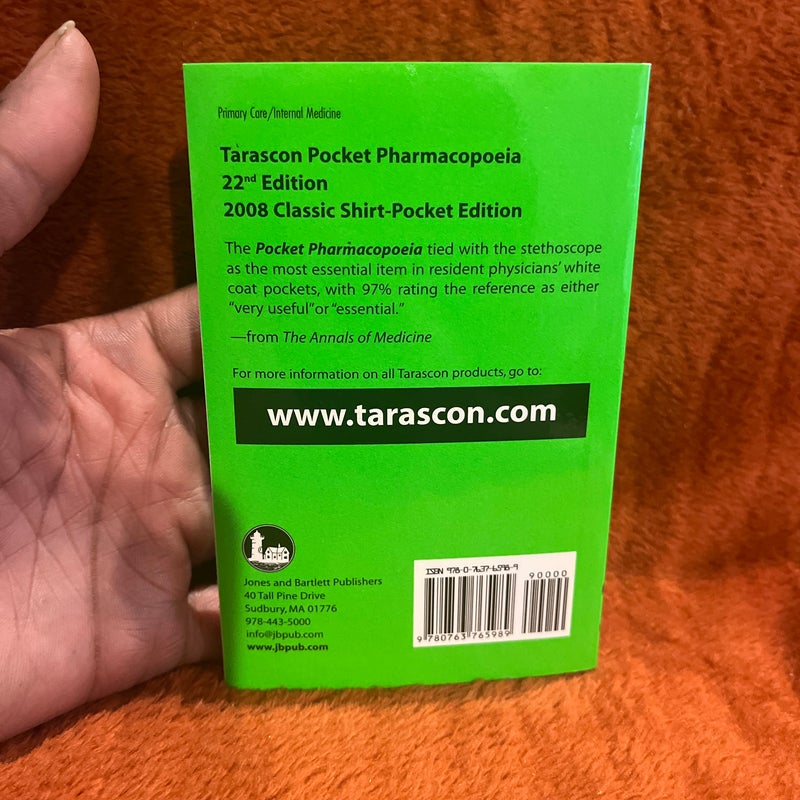 Primary Care/Internal Medicine
Tarascon Pocket Pharmacopoeia
22nd Edition
2008 Classic Shirt-Pocket Edition
The Pocket Pharmacopoeia tied with the stethoscope
as the most essential item in resident physicians' white
coat pockets, with 97% rating the reference as either
"very useful" or "essential."
—from The Annals of Medicine
For more information on all Tarascon products, go to:
www.tarascon.com
Jones and Bartlett Publishers
40 Tall Pine Drive
Sudbury, MA 01776
978-443-5000
info@jbpub.com
www.jbpub.com
ISBN 978-0-7637-6598-9
90000
9 780763 765989